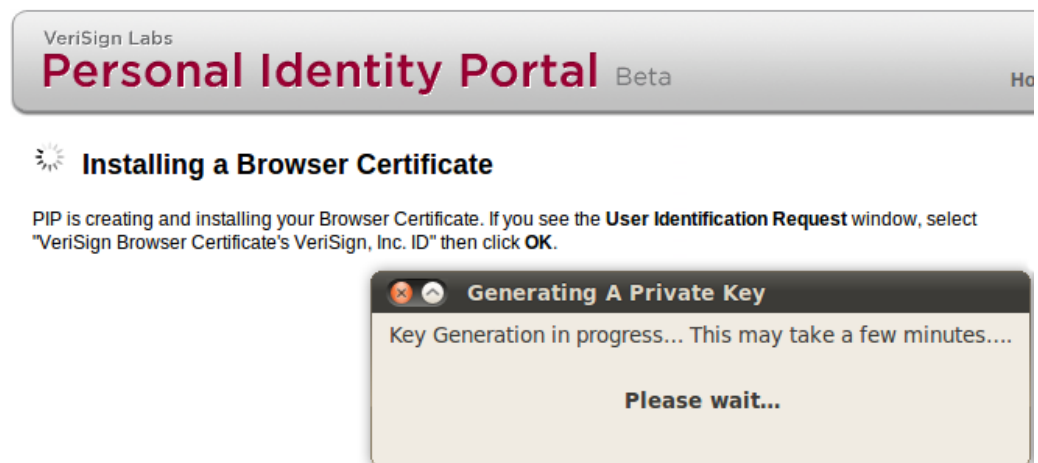 VeriSign Labs
Personal Identity Portal Beta
Installing a Browser Certificate
PIP is creating and installing your Browser Certificate. If you see the User Identification Request window, select
"VeriSign Browser Certificate's VeriSign, Inc. ID" then click OK.
Generating A Private Key
Key Generation in progress... This may take a few minutes....
Please wait...